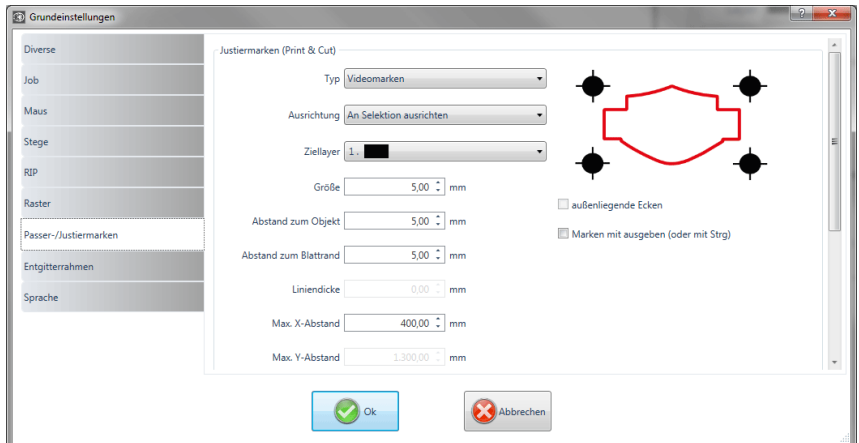 Grundeinstellungen
Diverse
Job
Maus
Stege
RIP
Raster
Passer-/Justiermarken
Entgitterrahmen
Sprache
Justiermarken (Print & Cut)
Typ Videomarken
Ausrichtung An Selektion ausrichten
Ziellayer 1.
Größe 5,00 mm
Abstand zum Objekt 5,00 mm
Abstand zum Blattrand 5,00 mm
Liniendicke 0,00 mm
Max. X-Abstand 400,00 mm
Max. Y-Abstand 1.300,00 mm
außenliegende Ecken
Marken mit ausgeben (oder mit Strg)
Ok
Abbrechen